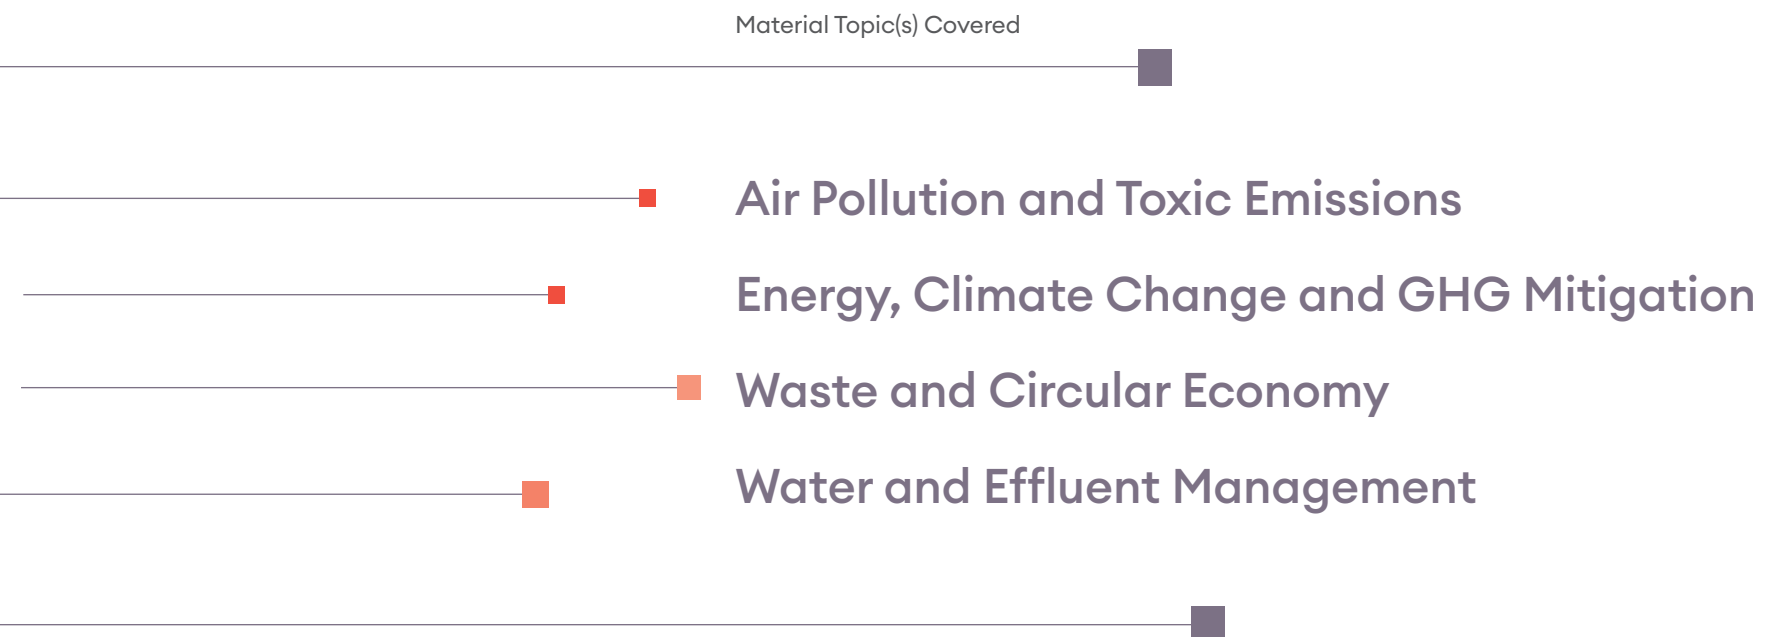 Material Topic(s) Covered
Air Pollution and Toxic Emissions
Energy, Climate Change and GHG Mitigation
Waste and Circular Economy
Water and Effluent Management